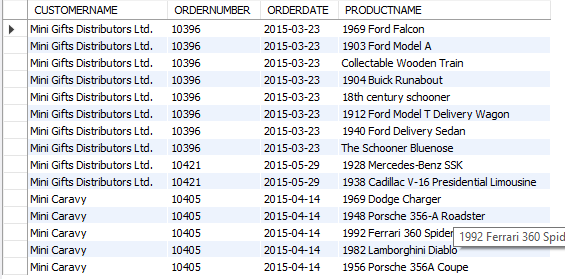 CUSTOMERNAME ORDERNUMBER ORDERDATE PRODUCTNAME
Mini Gifts Distributors Ltd. 10396 2015-03-23 1969 Ford Falcon
Mini Gifts Distributors Ltd. 10396 2015-03-23 1903 Ford Model A
Mini Gifts Distributors Ltd. 10396 2015-03-23 Collectable Wooden Train
Mini Gifts Distributors Ltd. 10396 2015-03-23 1904 Buick Runabout
Mini Gifts Distributors Ltd. 10396 2015-03-23 18th century schooner
Mini Gifts Distributors Ltd. 10396 2015-03-23 1912 Ford Model T Delivery Wagon
Mini Gifts Distributors Ltd. 10396 2015-03-23 1940 Ford Delivery Sedan
Mini Gifts Distributors Ltd. 10396 2015-03-23 The Schooner Bluenose
Mini Gifts Distributors Ltd. 10421 2015-05-29 1928 Mercedes-Benz SSK
Mini Gifts Distributors Ltd. 10421 2015-05-29 1938 Cadillac V-16 Presidential Limousine
Mini Caravy 10405 2015-04-14 1969 Dodge Charger
Mini Caravy 10405 2015-04-14 1948 Porsche 356-A Roadster
Mini Caravy 10405 2015-04-14 1992 Ferrari 360 Spider 1992 Ferrari 360 Spid
Mini Caravy 10405 2015-04-14 1982 Lamborghini Diablo
Mini Caravy 10405 2015-04-14 1956 Porsche 356A Coupe